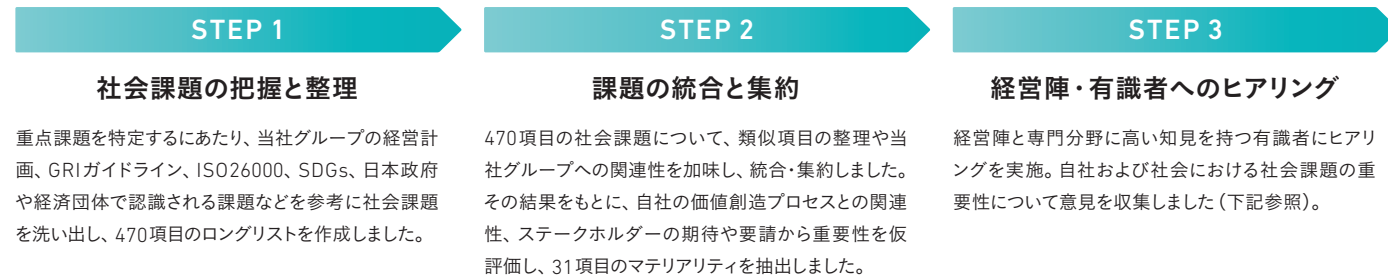 STEP 1
社会課題の把握と整理
重点課題を特定するにあたり、当社グループの経営計
画、GRIガイドライン、ISO26000、SDGs、日本政府
や経済団体で認識される課題などを参考に社会課題
を洗い出し、470項目のロングリストを作成しました。
STEP 2
課題の統合と集約
470項目の社会課題について、類似項目の整理や当
社グループへの関連性を加味し、統合・集約しました。
その結果をもとに、自社の価値創造プロセスとの関連
性、ステークホルダーの期待や要請から重要性を仮
評価し、31項目のマテリアリティを抽出しました。
STEP 3
経営陣・有識者へのヒアリング
経営陣と専門分野に高い知見を持つ有識者にヒアリ
ングを実施。自社および社会における社会課題の重
要性について意見を収集しました（下記参照）。